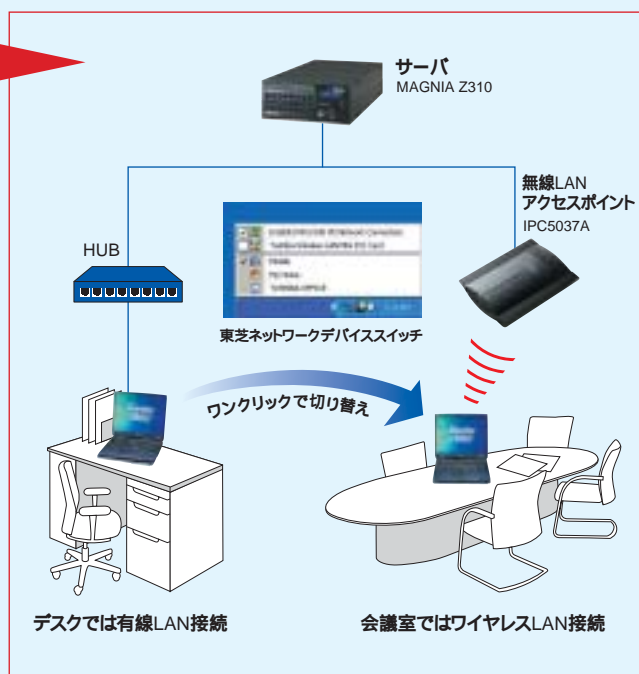 サーバ
MAGNIA Z310
無線LAN
アクセスポイント
IPC5037A
HUB
東芝ネットワークデバイススイッチ
ワンクリックで切り替え
デスクでは有線LAN接続
会議室ではワイヤレスLAN接続